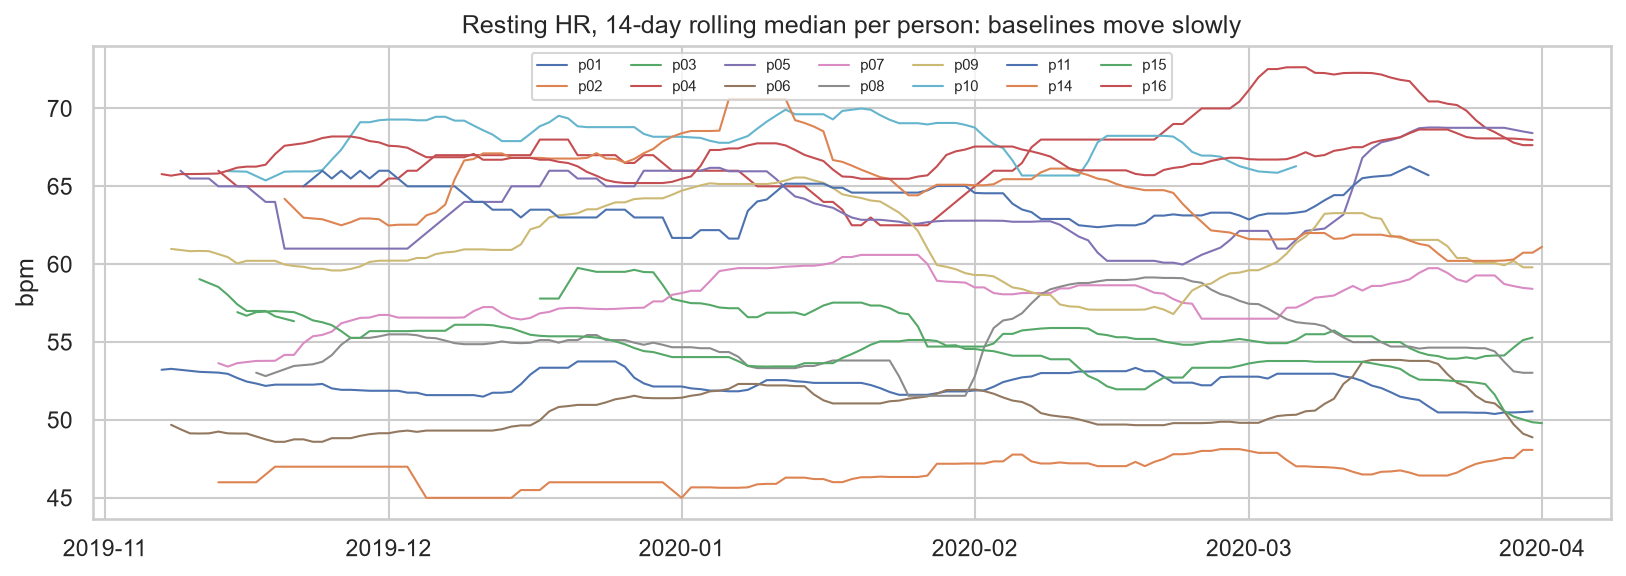 Resting HR, 14-day rolling median per person: baselines move slowly
p01 p03 p05 p07 p09 p11 p15
p02 p04 p06 p08 p10 p14 p16
bpm
70
65
60
55
50
45
2019-11 2019-12 2020-01 2020-02 2020-03 2020-04